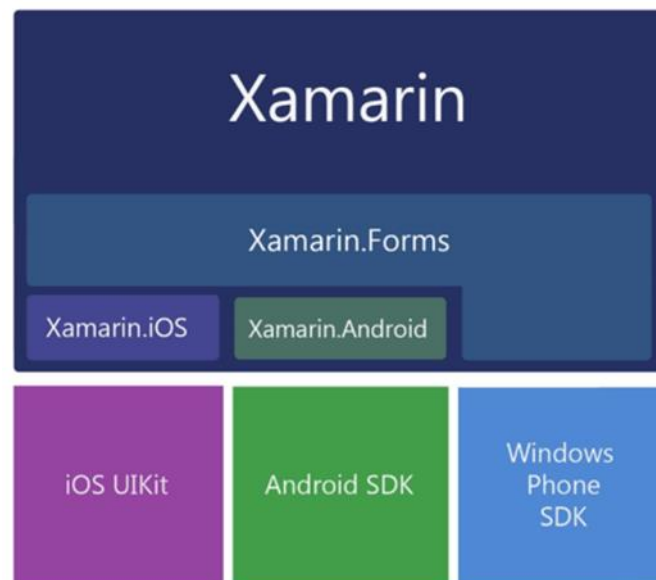 Xamarin
Xamarin.Forms
Xamarin.iOS
Xamarin.Android
iOS UIKit
Android SDK
Windows
Phone
SDK